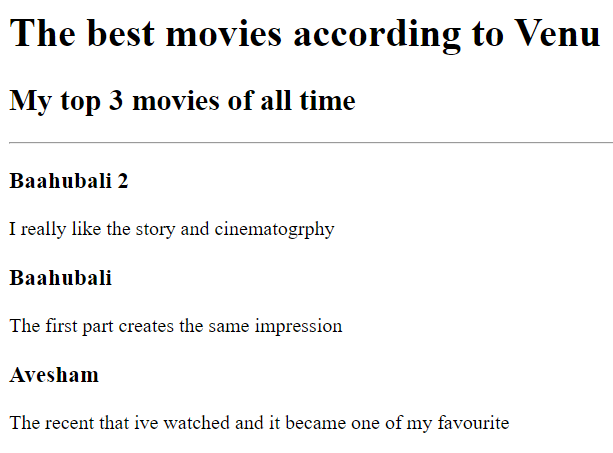 The best movies according to Venu
My top 3 movies of all time
Baahubali 2
I really like the story and cinematogrphy
Baahubali
The first part creates the same impression
Avesham
The recent that ive watched and it became one of my favourite